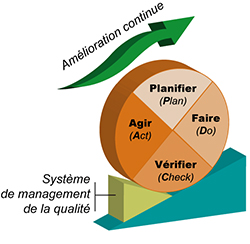 Amélioration continue
Planifier
(Plan)
Faire
(Do)
Agir
(Act)
Vérifier
(Check)
Système
de management
de la qualité